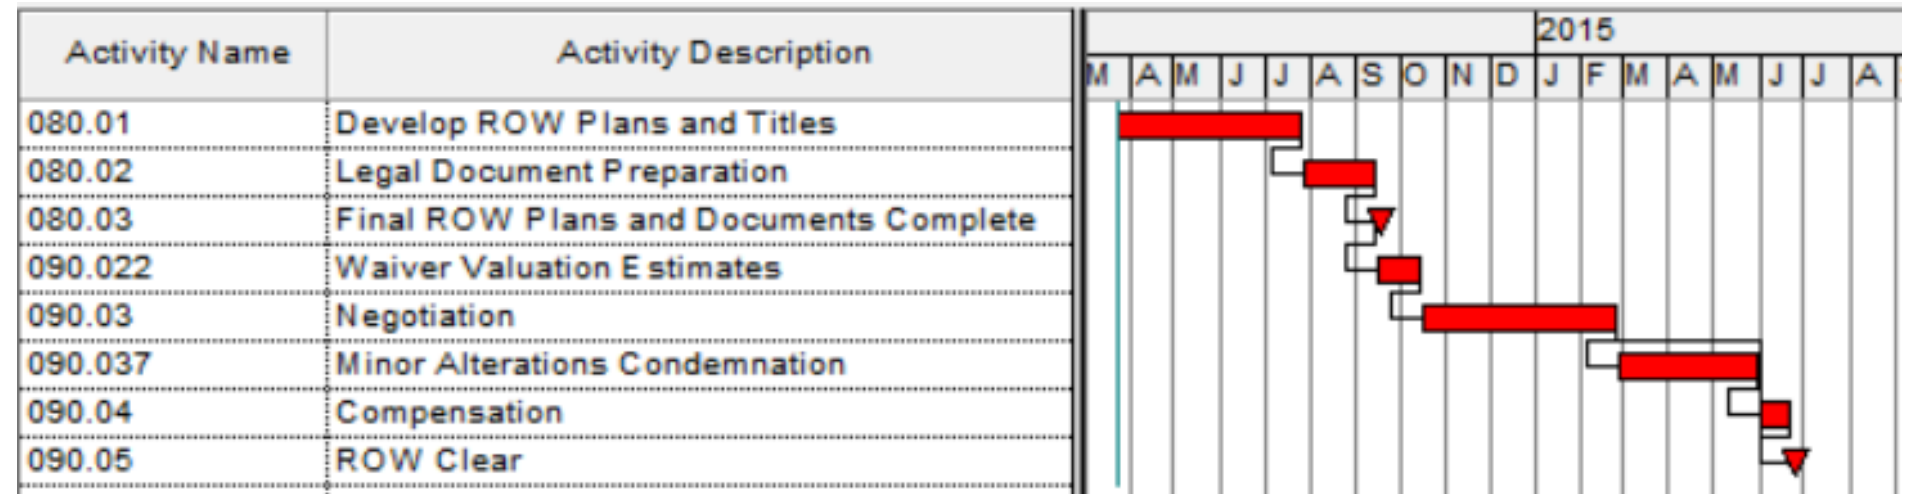 Activity Name Activity Description 2015
M A M J J A S O N D J F M A M J J A
080.01 Develop ROW Plans and Titles
080.02 Legal Document Preparation
080.03 Final ROW Plans and Documents Complete
090.022 Waiver Valuation Estimates
090.03 Negotiation
090.037 Minor Alterations Condemnation
090.04 Compensation
090.05 ROW Clear